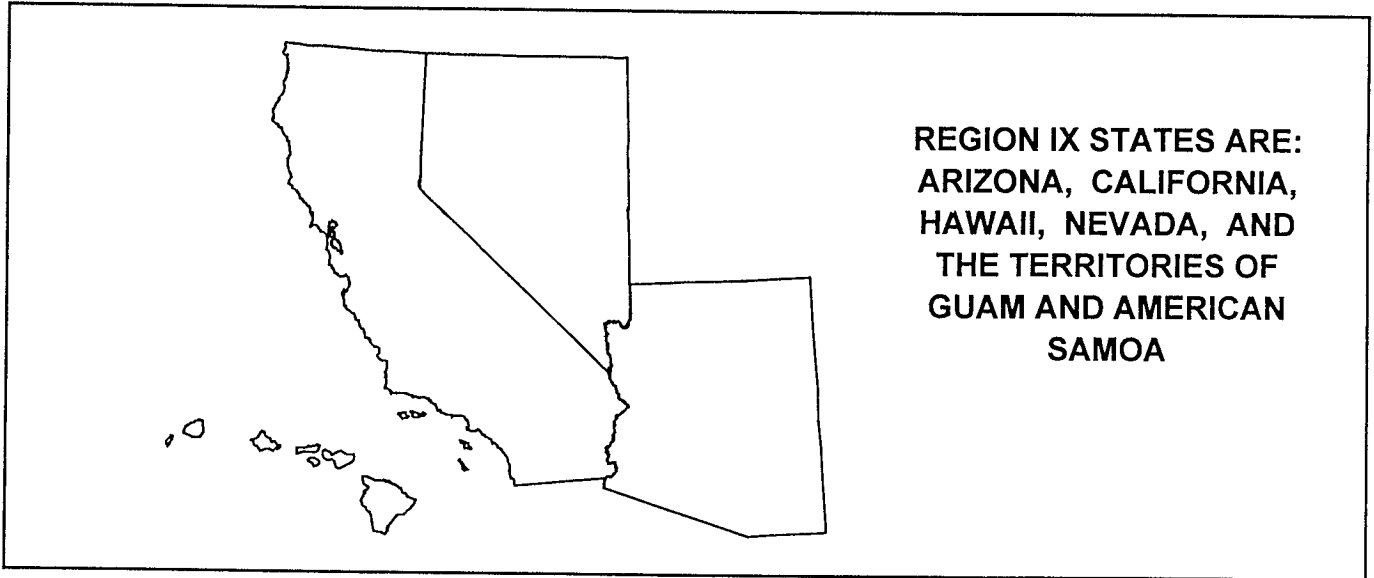 REGION IX STATES ARE:
ARIZONA, CALIFORNIA,
HAWAII, NEVADA, AND
THE TERRITORIES OF
GUAM AND AMERICAN
SAMOA